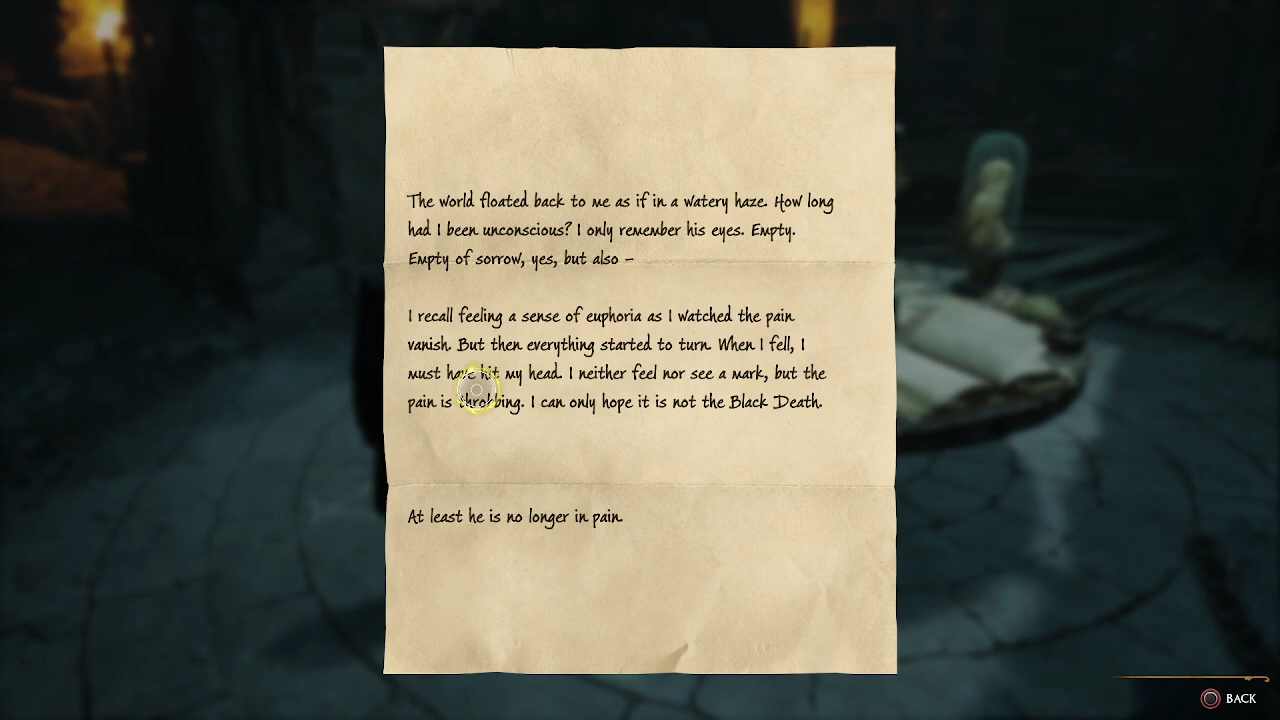 The world floated back to me as if in a watery haze. How long
had I been unconscious? I only remember his eyes. Empty.
Empty of sorrow, yes, but also –
I recall feeling a sense of euphoria as I watched the pain
vanish. But then everything started to turn. When I fell, I
must have hit my head. I neither feel nor see a mark, but the
pain is throbbing. I can only hope it is not the Black Death.
At least he is no longer in pain.
BACK